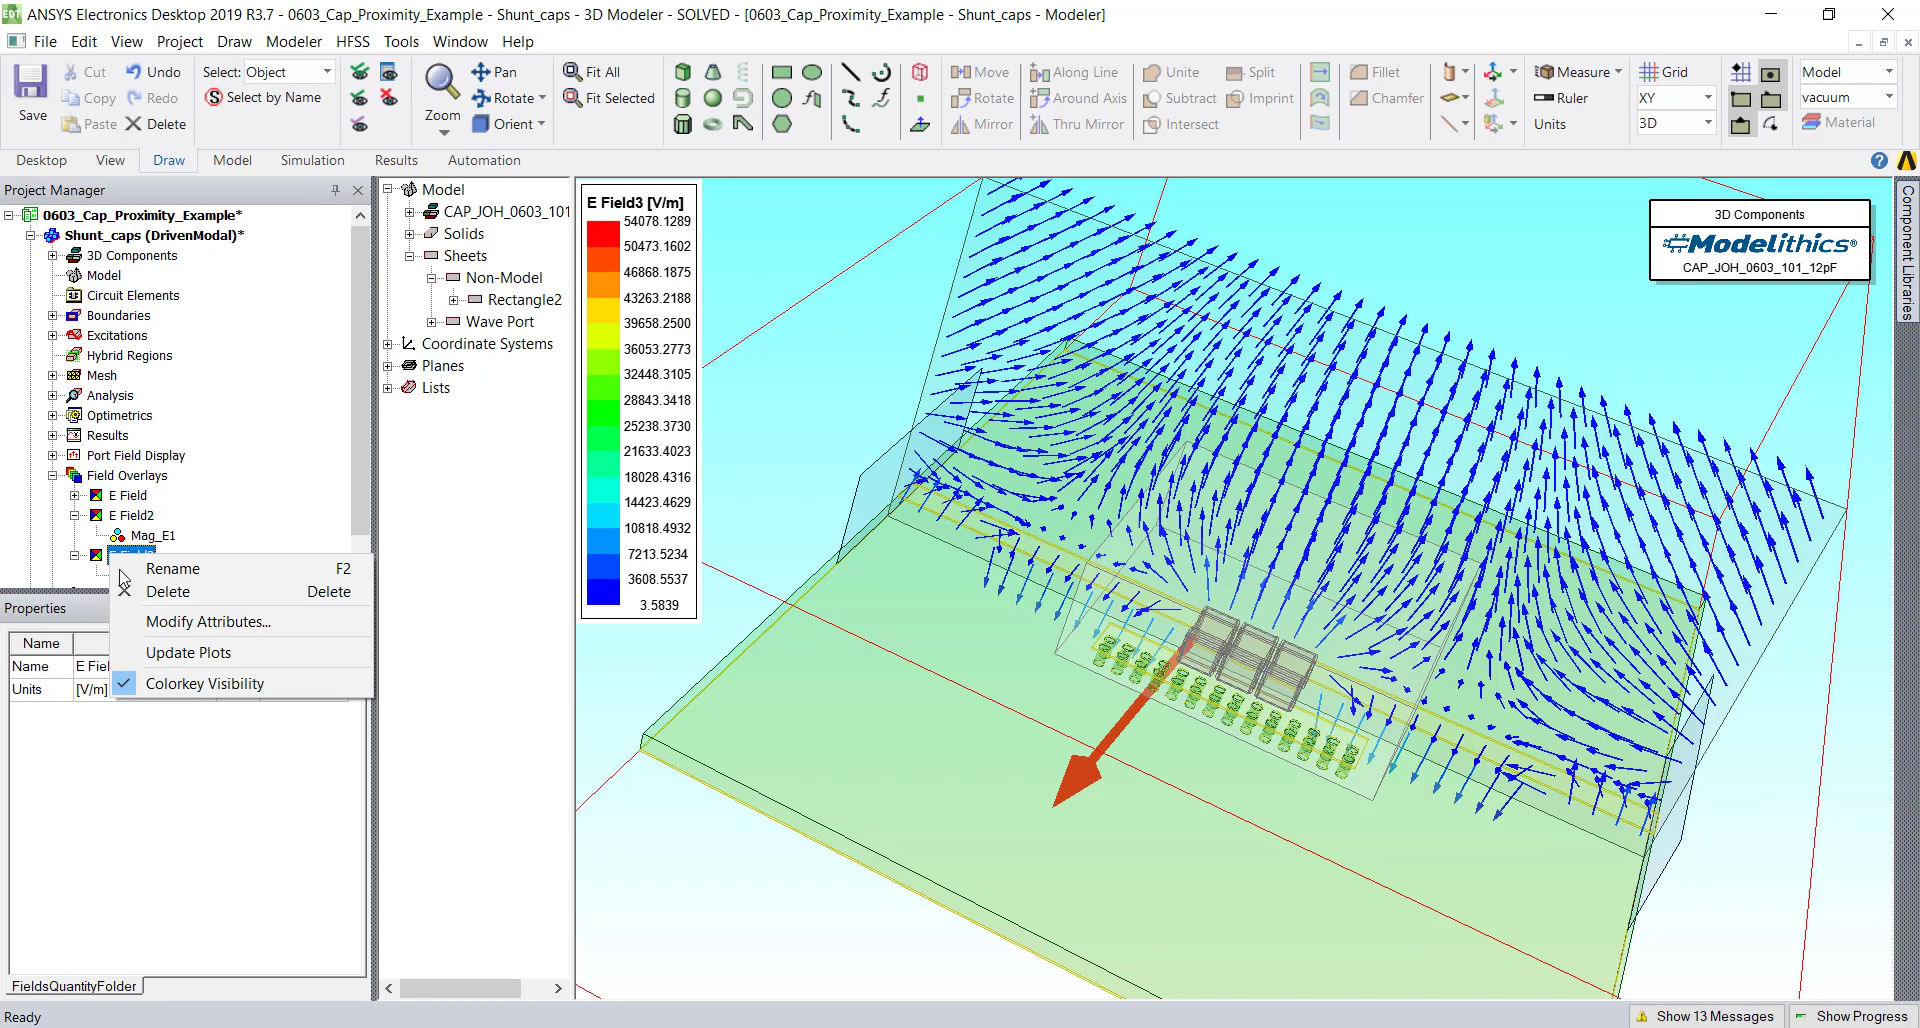 ANSYS Electronics Desktop 2019 R3.7 - 0603_Cap_Proximity_Example - Shunt_caps - 3D Modeler - SOLVED - [0603_Cap_Proximity_Example - Shunt_caps - Modeler]
File Edit View Project Draw Modeler HFSS Tools Window Help
Save
Cut
Copy
Paste
Undo
Redo
Delete
Select: Object
Select by Name
Zoom
Pan
Rotate
Orient
Fit All
Fit Selected
Move
Rotate
Mirror
Along Line
Around Axis
Thru Mirror
Unite
Subtract
Intersect
Split
Imprint
Fillet
Chamfer
Measure
Ruler
Units
Grid
XY
3D
Model
vacuum
Material
Desktop View Draw Model Simulation Results Automation
Project Manager
0603_Cap_Proximity_Example*
Shunt_caps (DrivenModal)*
3D Components
Model
Circuit Elements
Boundaries
Excitations
Hybrid Regions
Mesh
Analysis
Optimetrics
Results
Port Field Display
Field Overlays
E Field
E Field2
Mag_E1
Rename F2
Delete Delete
Modify Attributes...
Update Plots
Colorkey Visibility
Properties
Name
Name E Fiel
Units [V/m]
FieldsQuantityFolder
Model
CAP_JOH_0603_101
Solids
Sheets
Non-Model
Rectangle2
Wave Port
Coordinate Systems
Planes
Lists
E Field3 [V/m]
54078.1289
50473.1602
46868.1875
43263.2188
39658.2500
36053.2773
32448.3105
28843.3418
25238.3730
21633.4023
18028.4316
14423.4629
10818.4932
7213.5234
3608.5537
3.5839
3D Components
Modelithics®
CAP_JOH_0603_101_12pF
Component Libraries
Ready
Show 13 Messages
Show Progress